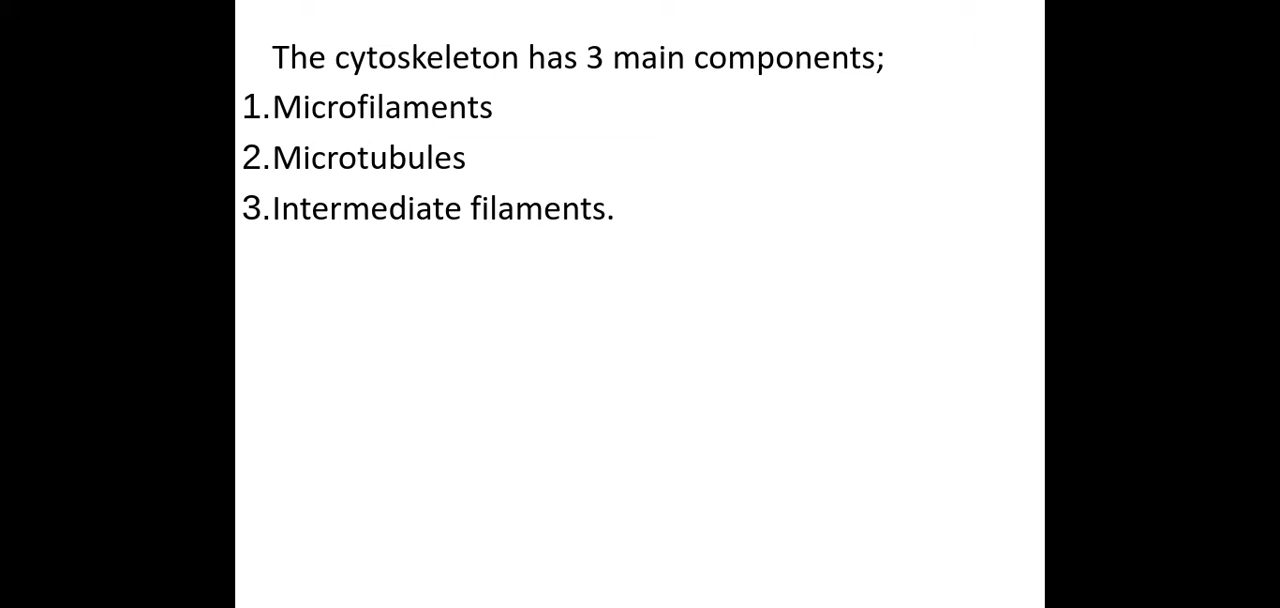 The cytoskeleton has 3 main components;
1.Microfilaments
2.Microtubules
3.Intermediate filaments.